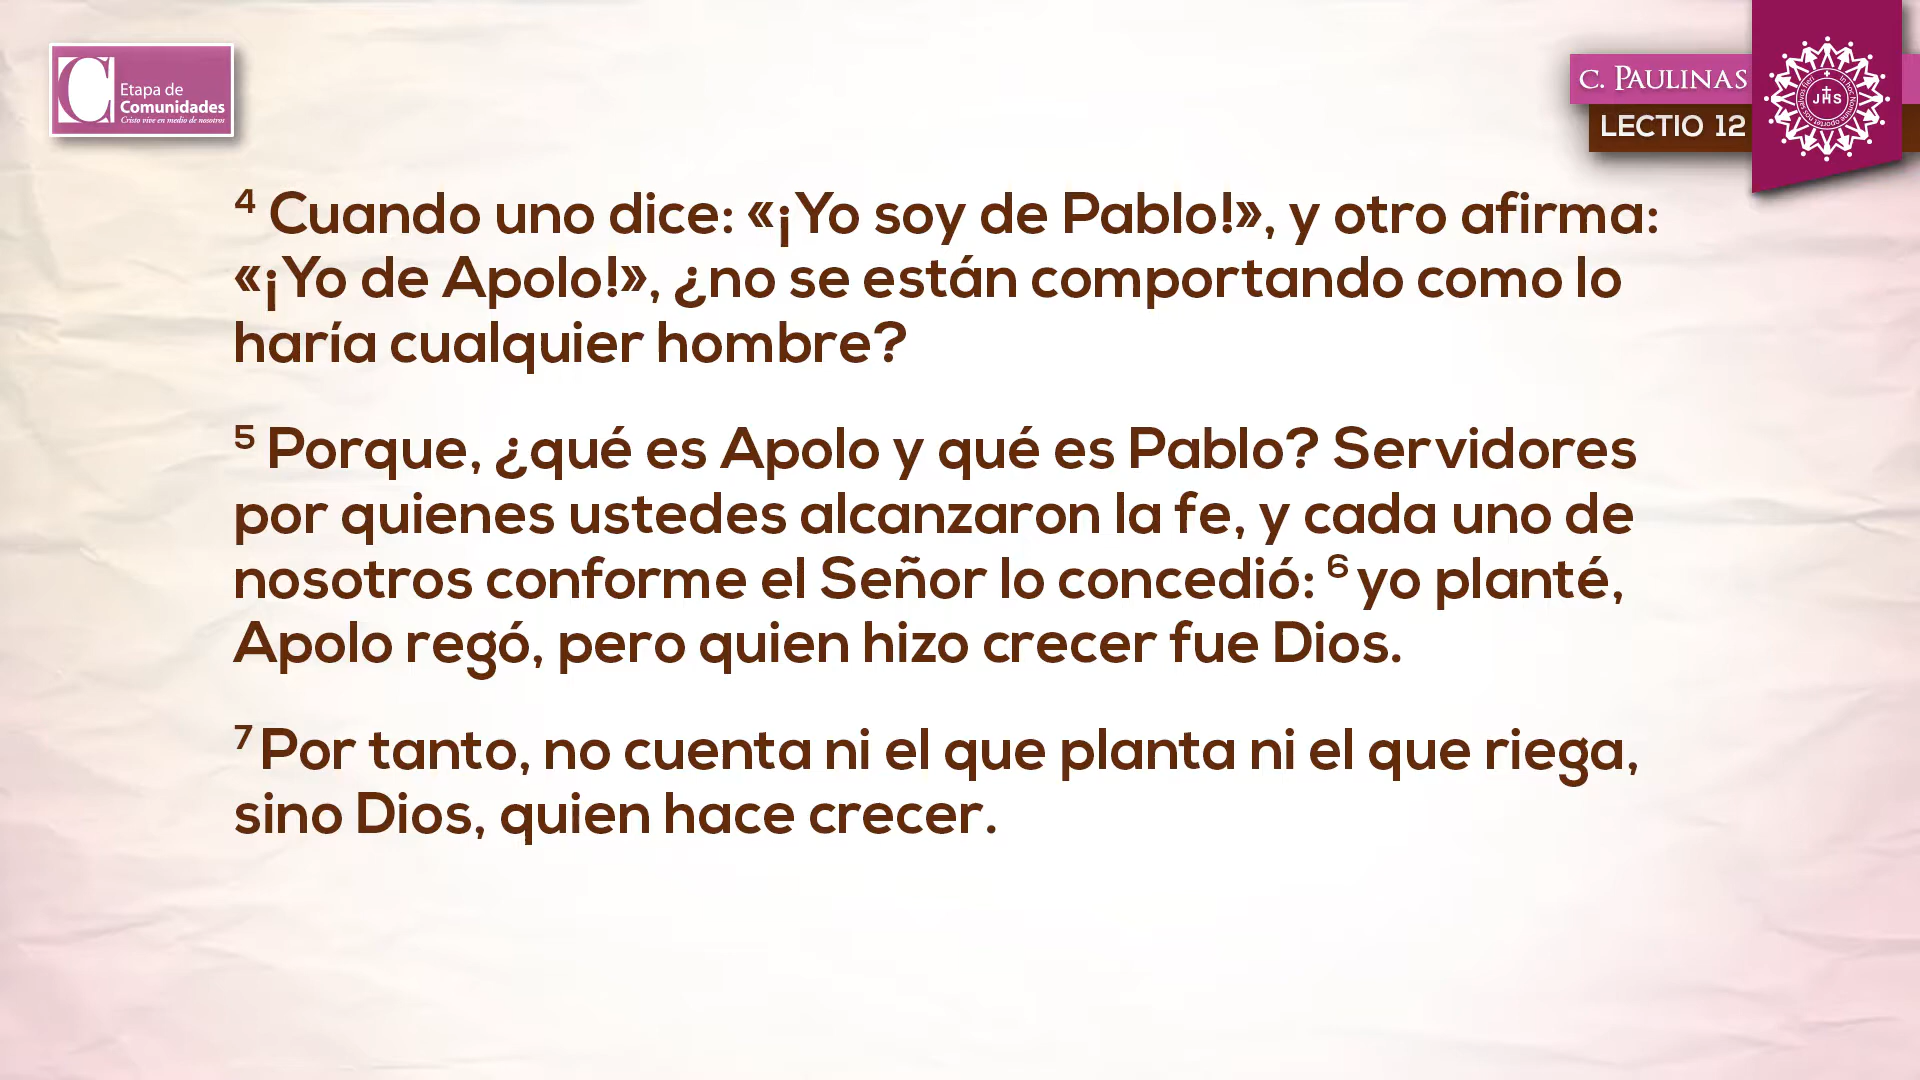 Etapa de
Comunidades
Cristo vive en medio de nosotros
C. PAULINAS
LECTIO 12
JHS
4 Cuando uno dice: «¡Yo soy de Pablo!», y otro afirma:
«¡Yo de Apolo!», ¿no se están comportando como lo
haría cualquier hombre?
5 Porque, ¿qué es Apolo y qué es Pablo? Servidores
por quienes ustedes alcanzaron la fe, y cada uno de
nosotros conforme el Señor lo concedió: 6 yo planté,
Apolo regó, pero quien hizo crecer fue Dios.
7 Por tanto, no cuenta ni el que planta ni el que riega,
sino Dios, quien hace crecer.